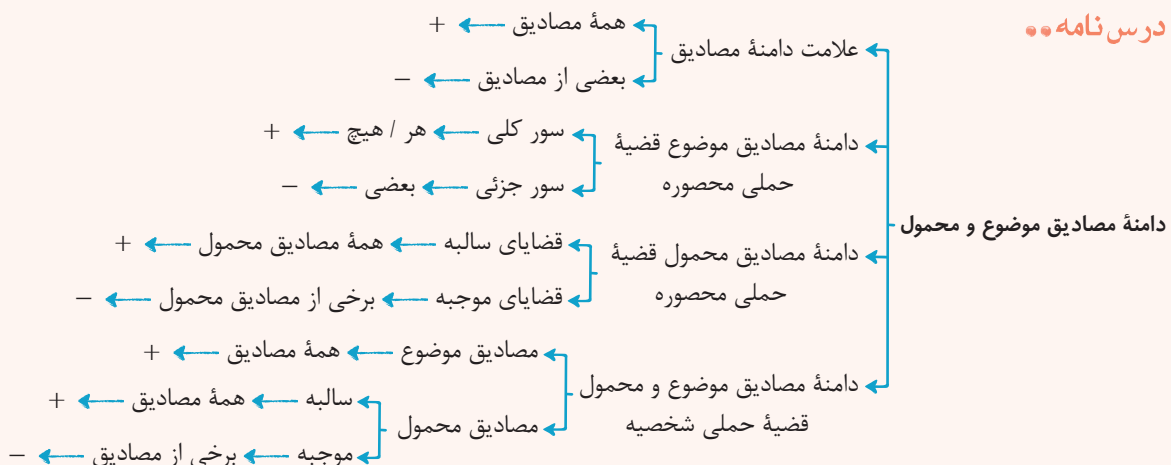 درس‌نامه
دامنهٔ مصادیق موضوع و محمول
علامت دامنهٔ مصادیق
همهٔ مصادیق +
بعضی از مصادیق −
دامنهٔ مصادیق موضوع قضیهٔ
حملی محصوره
سور کلی هر / هیچ +
سور جزئی بعضی −
دامنهٔ مصادیق محمول قضیهٔ
حملی محصوره
قضایای سالبه همهٔ مصادیق محمول +
قضایای موجبه برخی از مصادیق محمول −
دامنهٔ مصادیق موضوع و محمول
قضیهٔ حملی شخصیه
مصادیق موضوع همهٔ مصادیق +
مصادیق محمول
سالبه همهٔ مصادیق +
موجبه برخی از مصادیق −